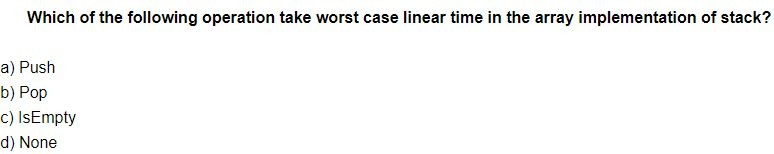 Which of the following operation take worst case linear time in the array implementation of stack?
a) Push
b) Pop
c) IsEmpty
d) None